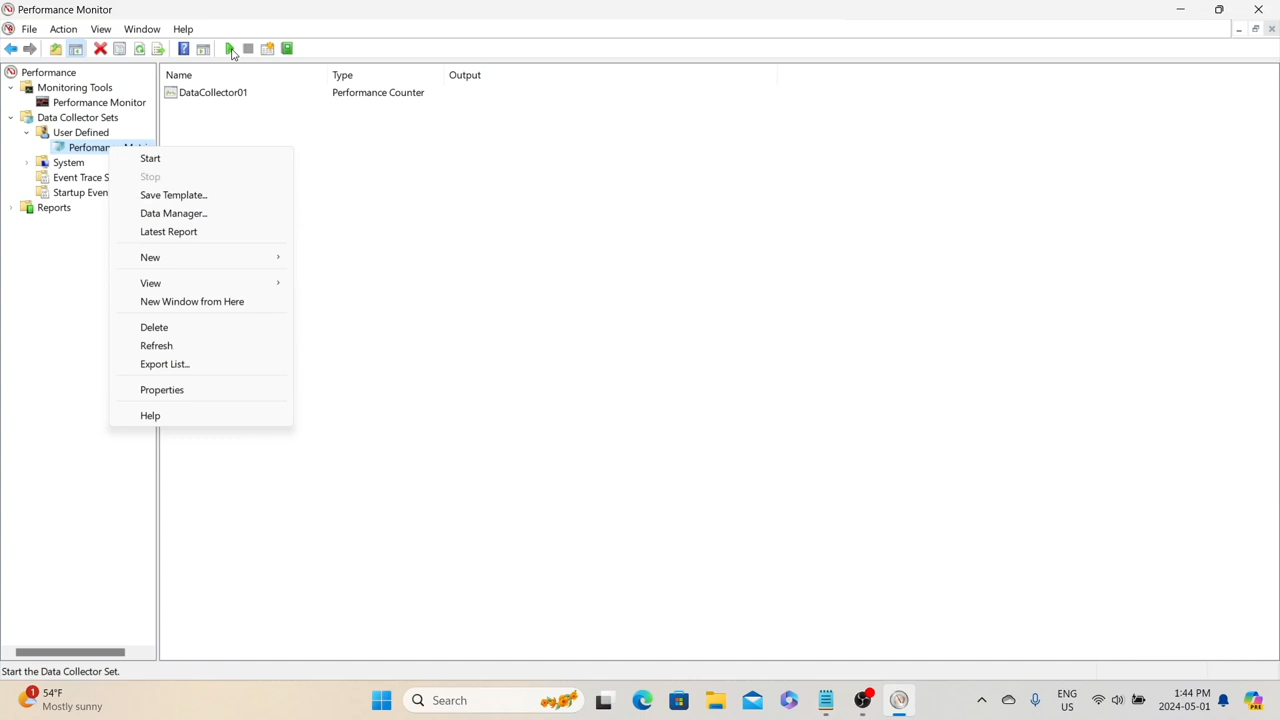 Performance Monitor
File Action View Window Help
Performance
Monitoring Tools
Performance Monitor
Data Collector Sets
User Defined
System
Event Trace S
Startup Even
Reports
Name Type Output
DataCollector01 Performance Counter
Start
Stop
Save Template...
Data Manager...
Latest Report
New
View
New Window from Here
Delete
Refresh
Export List...
Properties
Help
Start the Data Collector Set.
1
54°F
Mostly sunny
Search
ENG
US
1:44 PM
2024-05-01
PRE